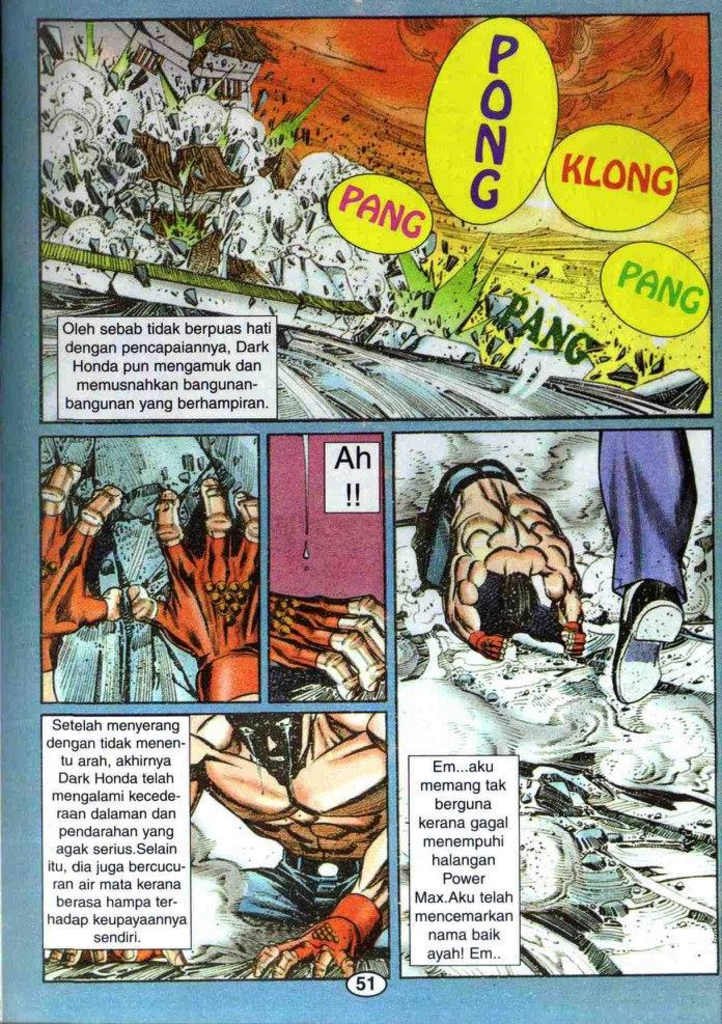 PONG
KLONG
PANG
PANG
PANG
Oleh sebab tidak berpuas hati
dengan pencapaiannya, Dark
Honda pun mengamuk dan
memusnahkan bangunan-
bangunan yang berhampiran.
Ah
!!
Setelah menyerang
dengan tidak menen-
tu arah, akhirnya
Dark Honda telah
mengalami kecede-
raan dalaman dan
pendarahan yang
agak serius.Selain
itu, dia juga bercucu-
ran air mata kerana
berasa hampa ter-
hadap keupayaannya
sendiri.
Em...aku
memang tak
berguna
kerana gagal
menempuhi
halangan
Power
Max.Aku telah
mencemarkan
nama baik
ayah! Em..
51